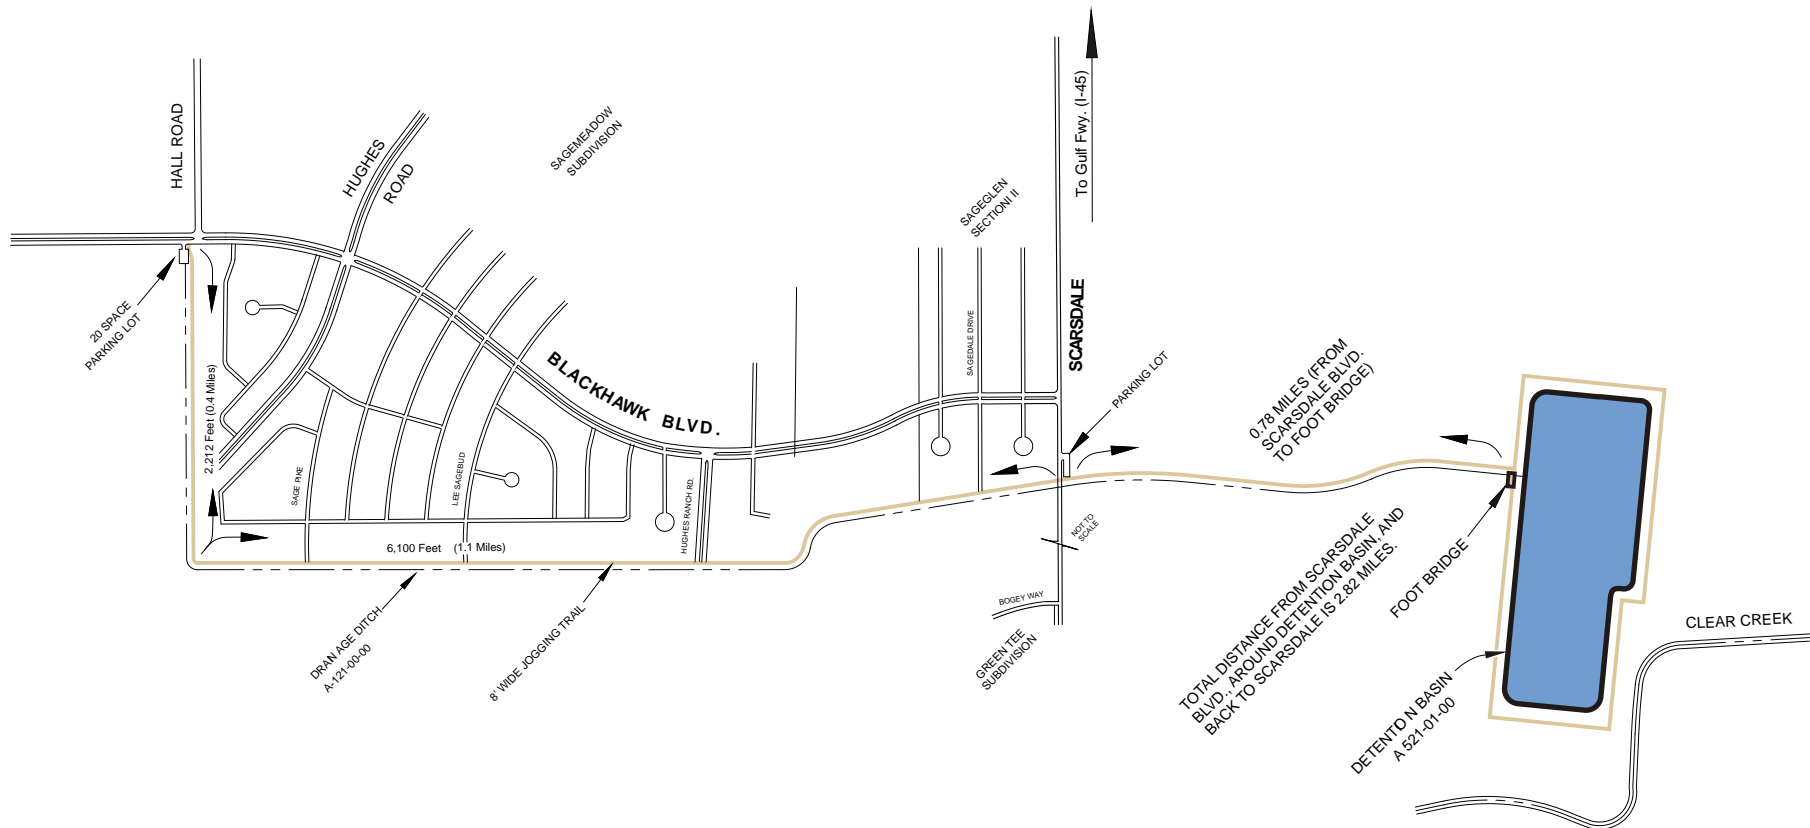 HALL ROAD
HUGHES
ROAD
SAGEMEADOW
SUBDIVISION
To Gulf Fwy. (I-45)
SAGEGLEN
SECTIONI II
20 SPACE
PARKING LOT
2,212 Feet (0.4 Miles)
BLACKHAWK BLVD.
SAGEDALE DRIVE
SCARSDALE
PARKING LOT
0.78 MILES (FROM
SCARSDALE BLVD.
TO FOOT BRIDGE)
SAGE PIKE
LEE SAGEBUD
HUGHES RANCH RD.
6,100 Feet (1.1 Miles)
NOT TO
SCALE
DRAN AGE DITCH
A-121-00-00
8' WIDE JOGGING TRAIL
BOGEY WAY
GREEN TEE
SUBDIVISION
TOTAL DISTANCE FROM SCARSDALE
BLVD., AROUND DETENTION BASIN, AND
BACK TO SCARSDALE IS 2.82 MILES.
FOOT BRIDGE
DETENTIO N BASIN
A 521-01-00
CLEAR CREEK